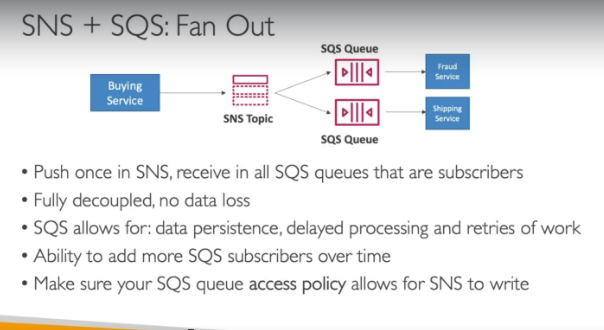 SNS + SQS: Fan Out
SQS Queue
Fraud
Service
Buying
Service
SNS Topic
Shipping
Service
SQS Queue
• Push once in SNS, receive in all SQS queues that are subscribers
• Fully decoupled, no data loss
• SQS allows for: data persistence, delayed processing and retries of work
• Ability to add more SQS subscribers over time
• Make sure your SQS queue access policy allows for SNS to write